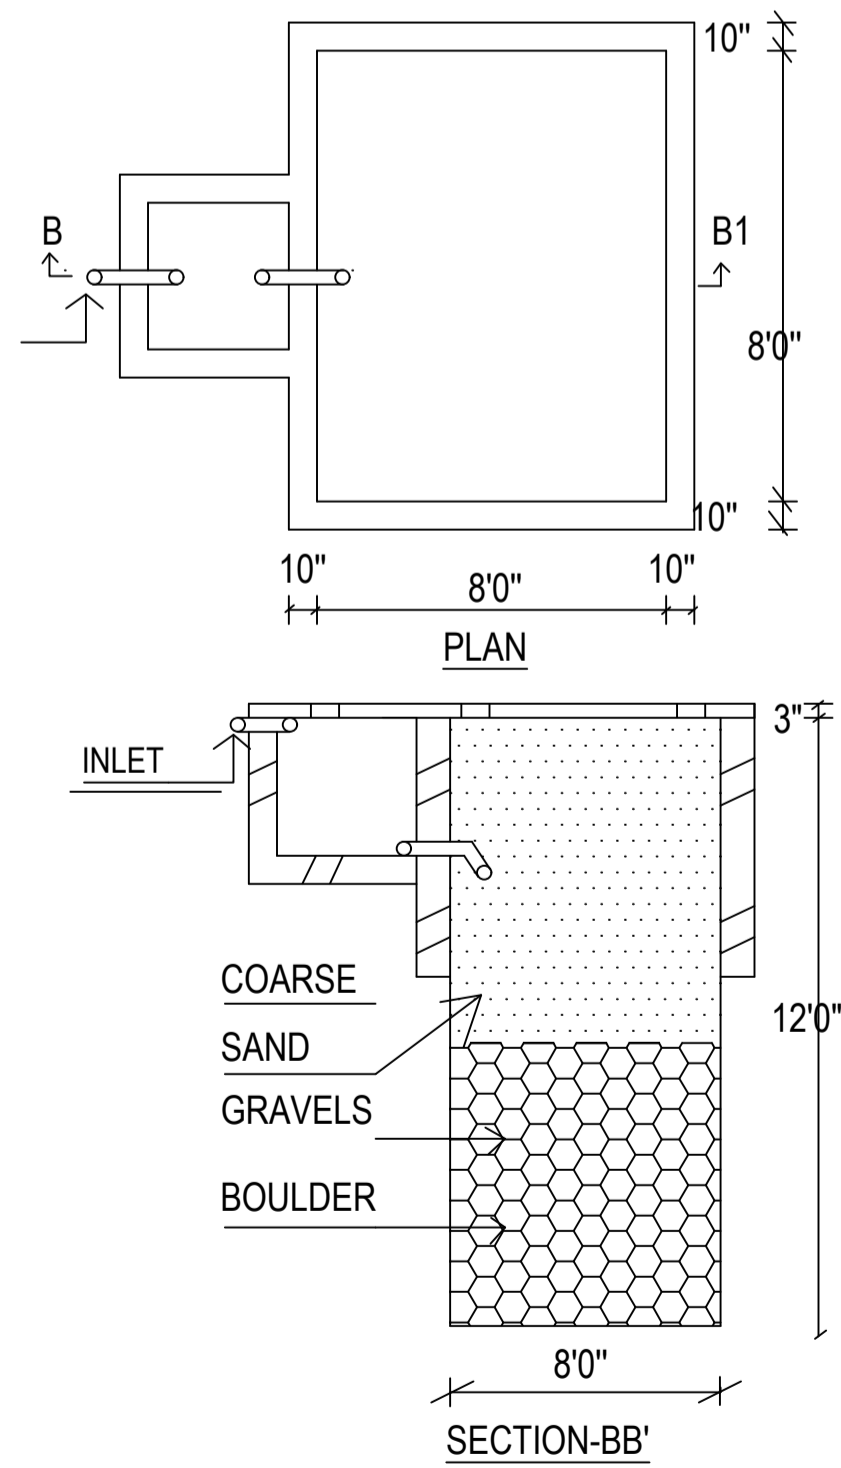 10"
B
B1
8'0"
10"
10"
8'0"
10"
PLAN
3"
INLET
COARSE
SAND
12'0"
GRAVELS
BOULDER
8'0"
SECTION-BB'